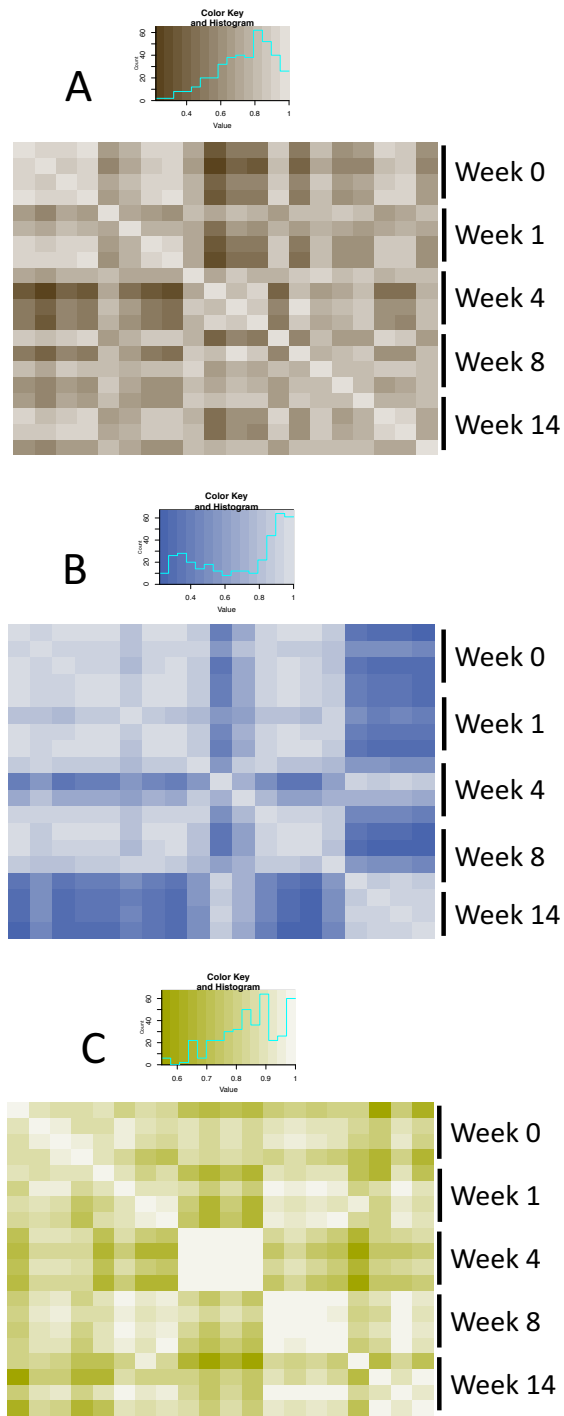 A
Color Key
and Histogram
Count
0 20 40 60
0.4 0.6 0.8 1
Value
Week 0
Week 1
Week 4
Week 8
Week 14
B
Color Key
and Histogram
Count
0 20 40 60
0.4 0.6 0.8 1
Value
Week 0
Week 1
Week 4
Week 8
Week 14
C
Color Key
and Histogram
Count
0 20 40 60
0.6 0.7 0.8 0.9 1
Value
Week 0
Week 1
Week 4
Week 8
Week 14